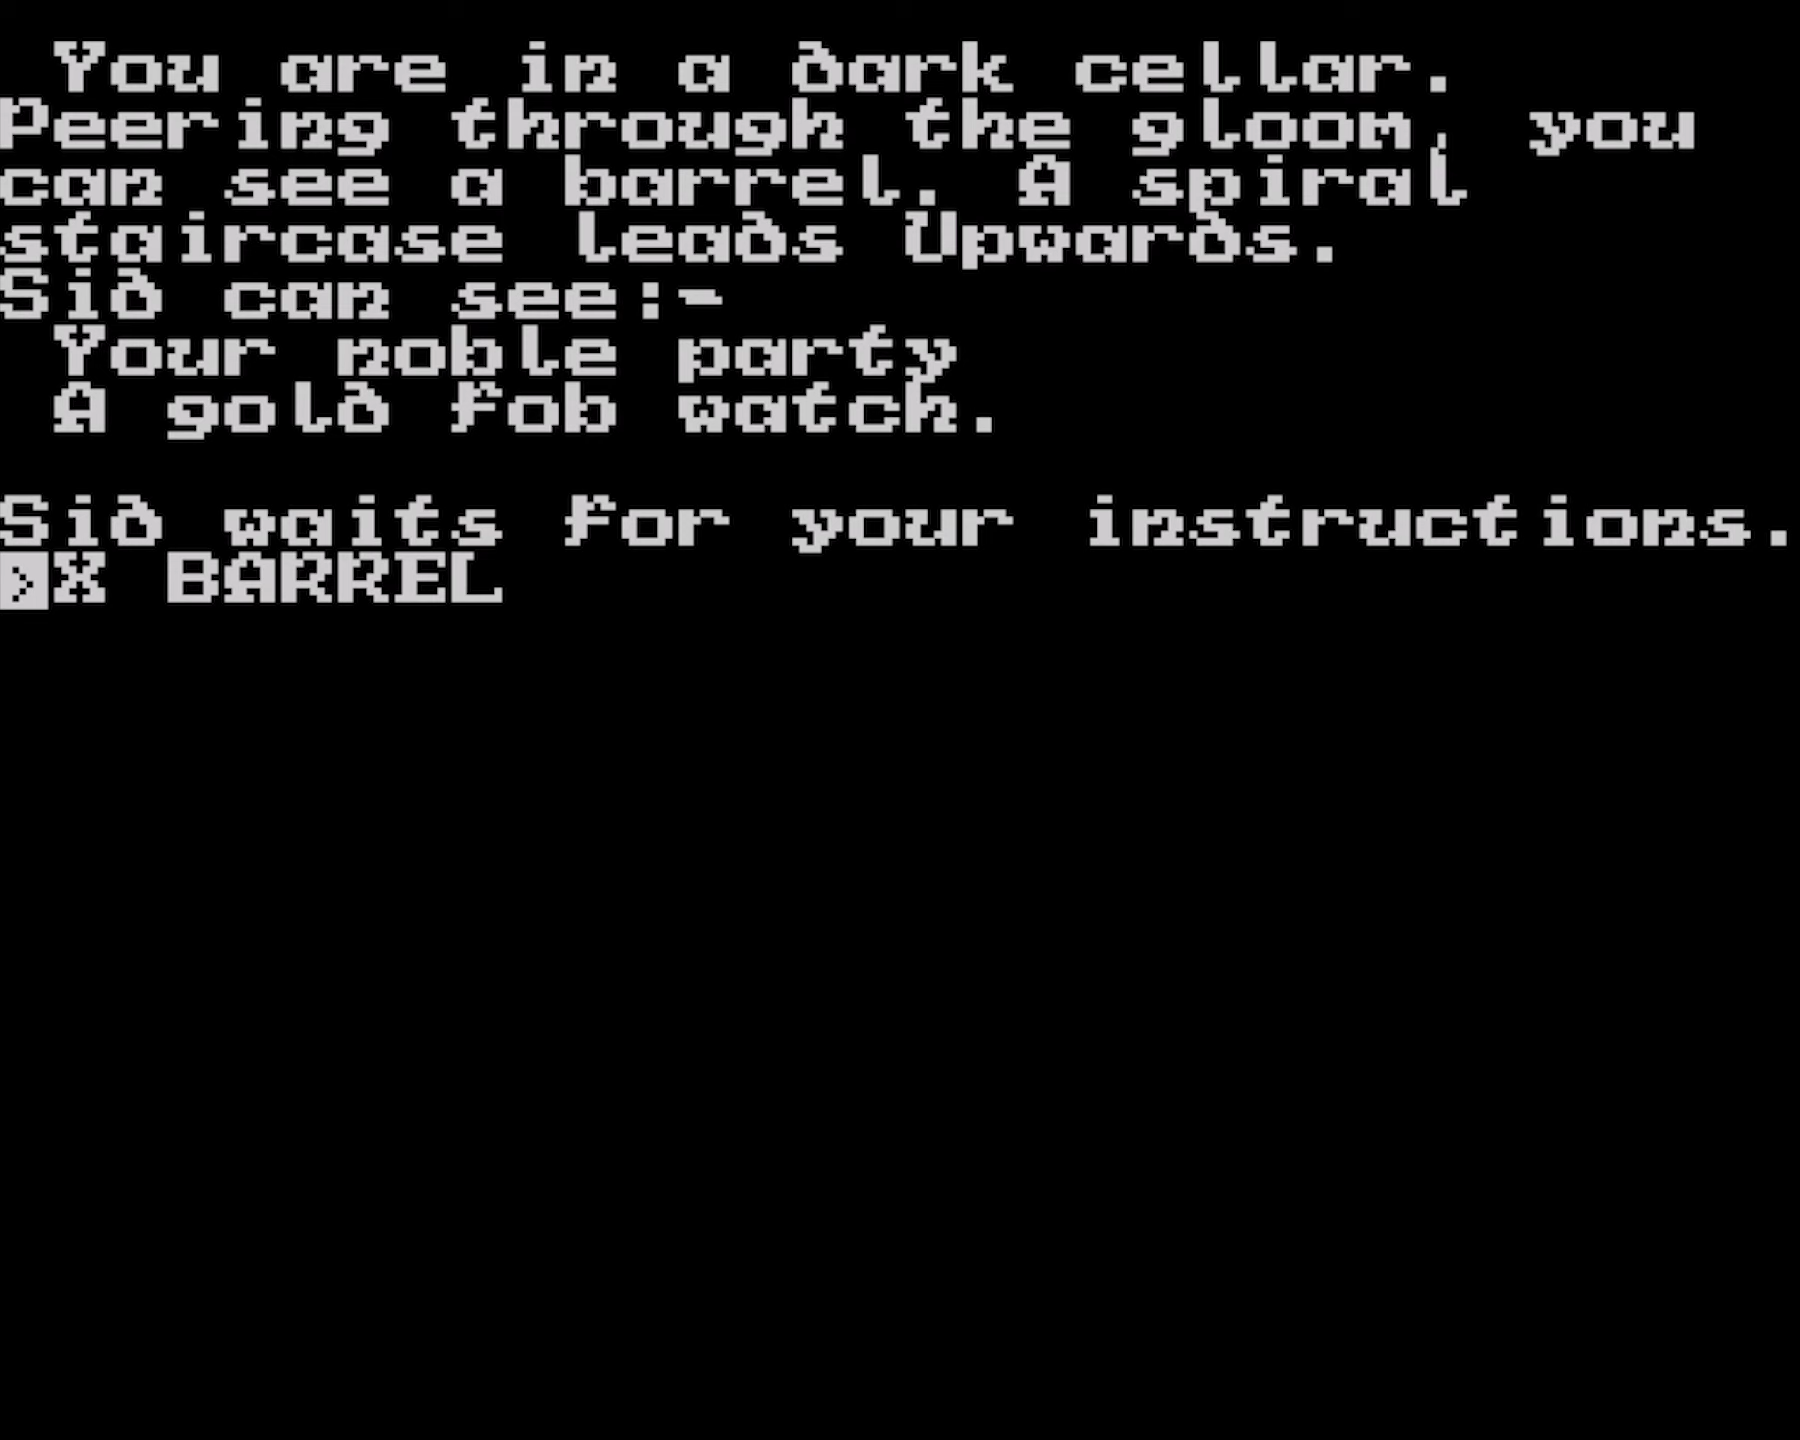 You are in a dark cellar.
Peering through the gloom, you
can see a barrel. A spiral
staircase leads Upwards.
Sid can see:-
Your noble party
A gold fob watch.
Sid waits for your instructions.
>X BARREL